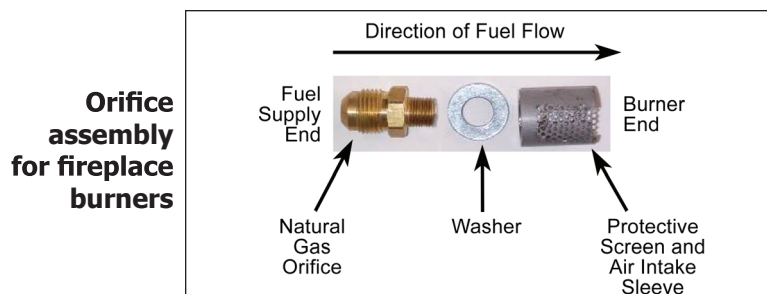 Orifice
assembly
for fireplace
burners
Direction of Fuel Flow
Fuel
Supply
End
Burner
End
Natural
Gas
Orifice
Washer
Protective
Screen and
Air Intake
Sleeve